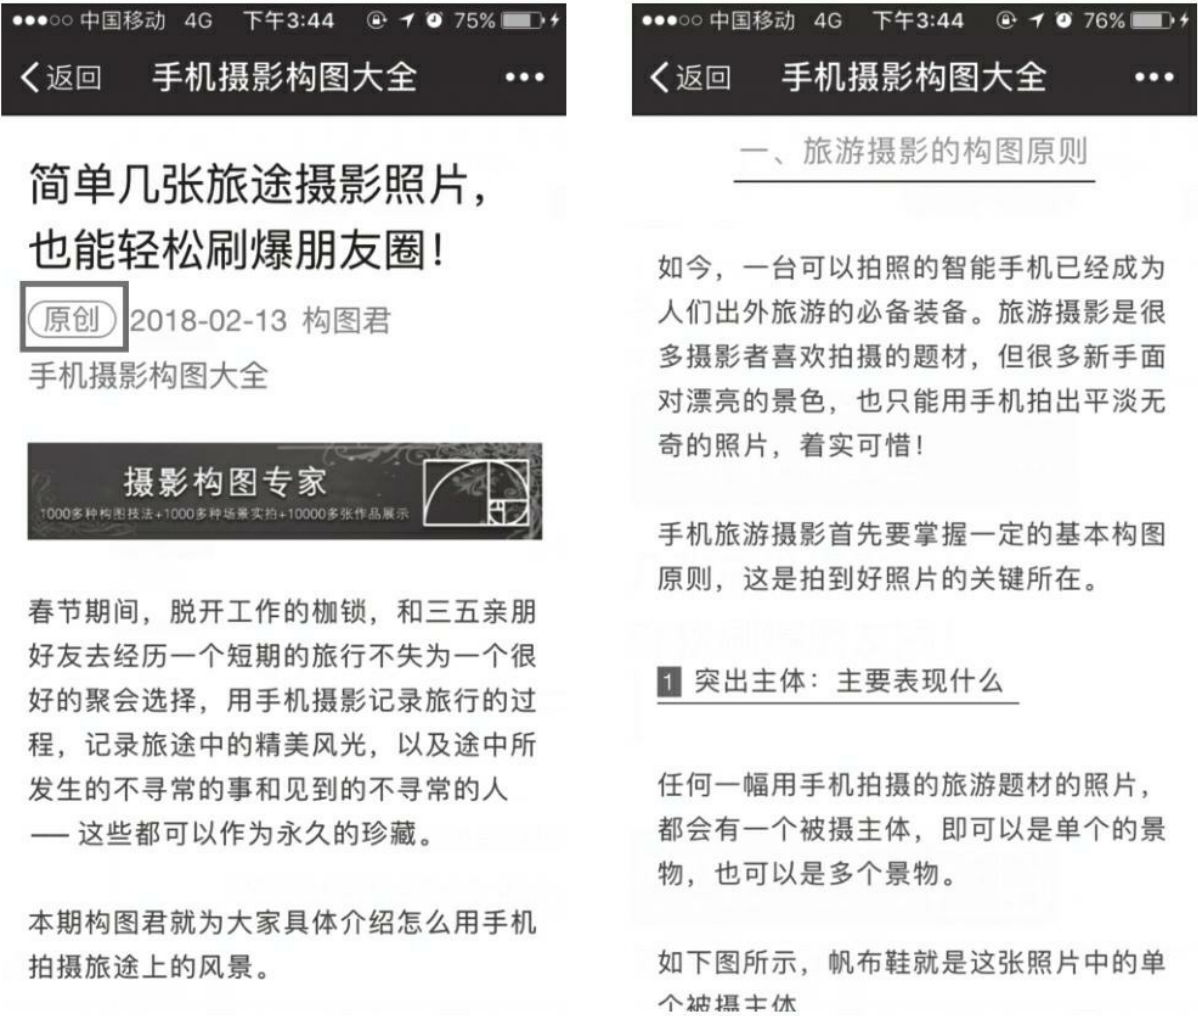 中国移动 4G 下午3:44 75%
返回 手机摄影构图大全
简单几张旅途摄影照片，
也能轻松刷爆朋友圈！
原创 2018-02-13 构图君
手机摄影构图大全
摄影构图专家
1000多种构图技法+1000多种场景实拍+10000多张作品展示
春节期间，脱开工作的枷锁，和三五亲朋
好友去经历一个短期的旅行不失为一个很
好的聚会选择，用手机摄影记录旅行的过
程，记录旅途中的精美风光，以及途中所
发生的不寻常的事和见到的不寻常的人
—— 这些都可以作为永久的珍藏。
本期构图君就为大家具体介绍怎么用手机
拍摄旅途上的风景。
中国移动 4G 下午3:44 76%
返回 手机摄影构图大全
一、旅游摄影的构图原则
如今，一台可以拍照的智能手机已经成为
人们出外旅游的必备装备。旅游摄影是很
多摄影者喜欢拍摄的题材，但很多新手面
对漂亮的景色，也只能用手机拍出平淡无
奇的照片，着实可惜！
手机旅游摄影首先要掌握一定的基本构图
原则，这是拍到好照片的关键所在。
1 突出主体：主要表现什么
任何一幅用手机拍摄的旅游题材的照片，
都会有一个被摄主体，即可以是单个的景
物，也可以是多个景物。
如下图所示，帆布鞋就是这张照片中的单
个被摄主体